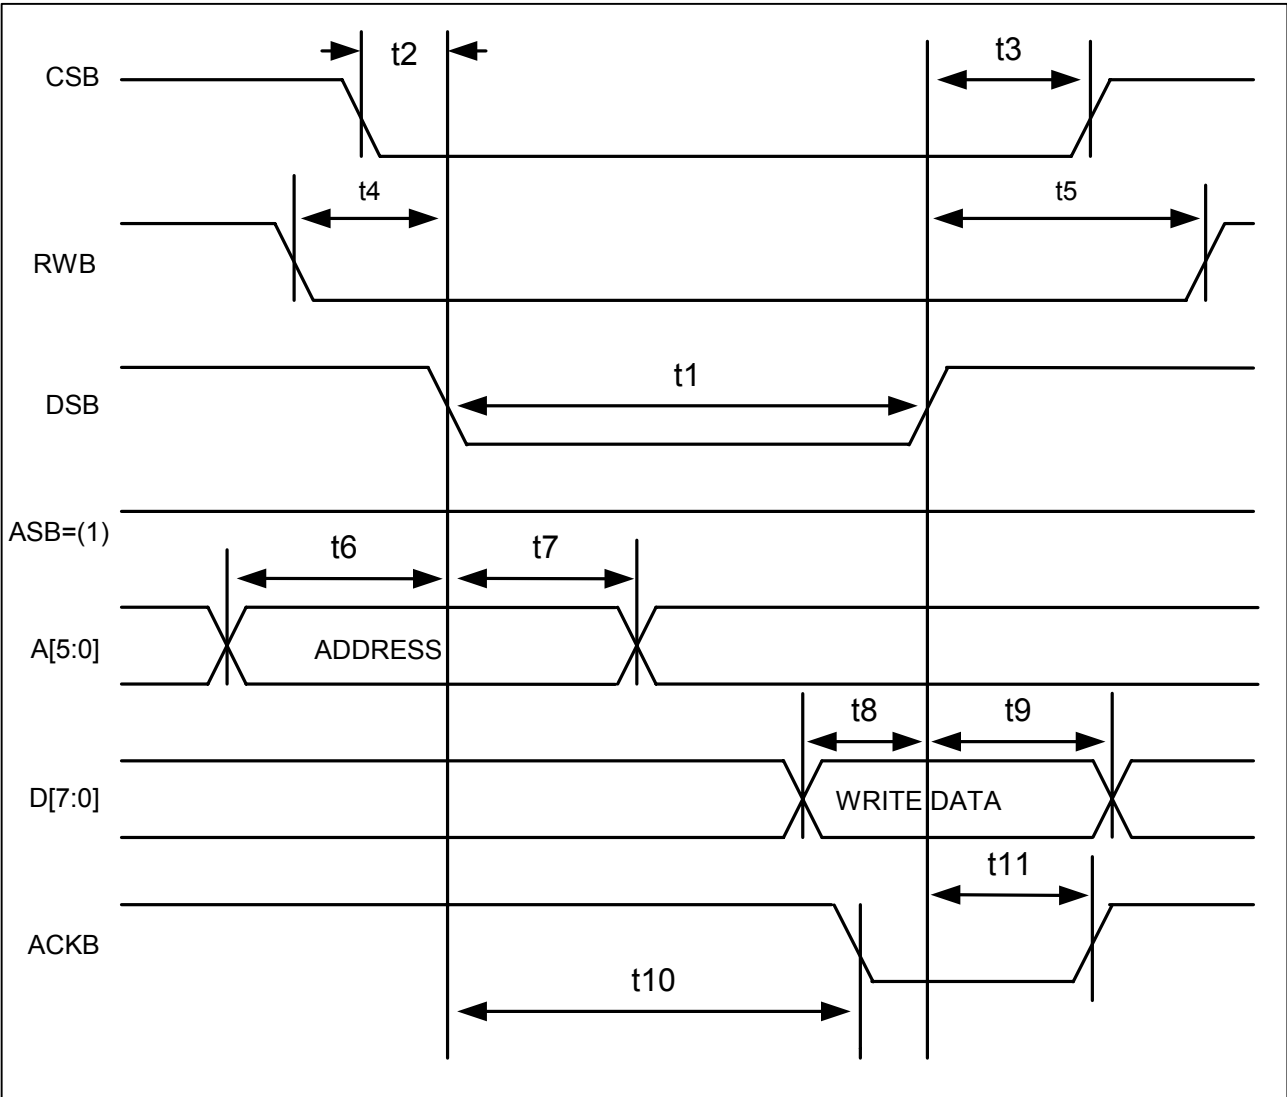 t2
t3
CSB
t4
t5
RWB
t1
DSB
ASB=(1)
t6
t7
A[5:0]
ADDRESS
t8
t9
D[7:0]
WRITE DATA
t11
ACKB
t10